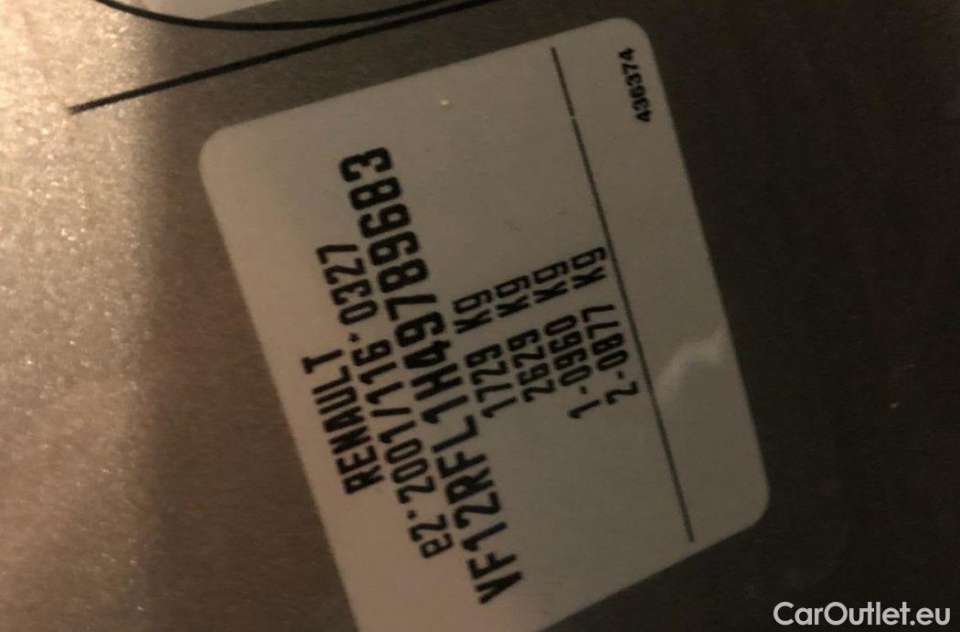 RENAULT
e2*2001/116*0327
VF12RFL1H49789683
1729 Kg
2629 Kg
1-0960 Kg
2-0877 Kg
436374
CarOutlet.eu